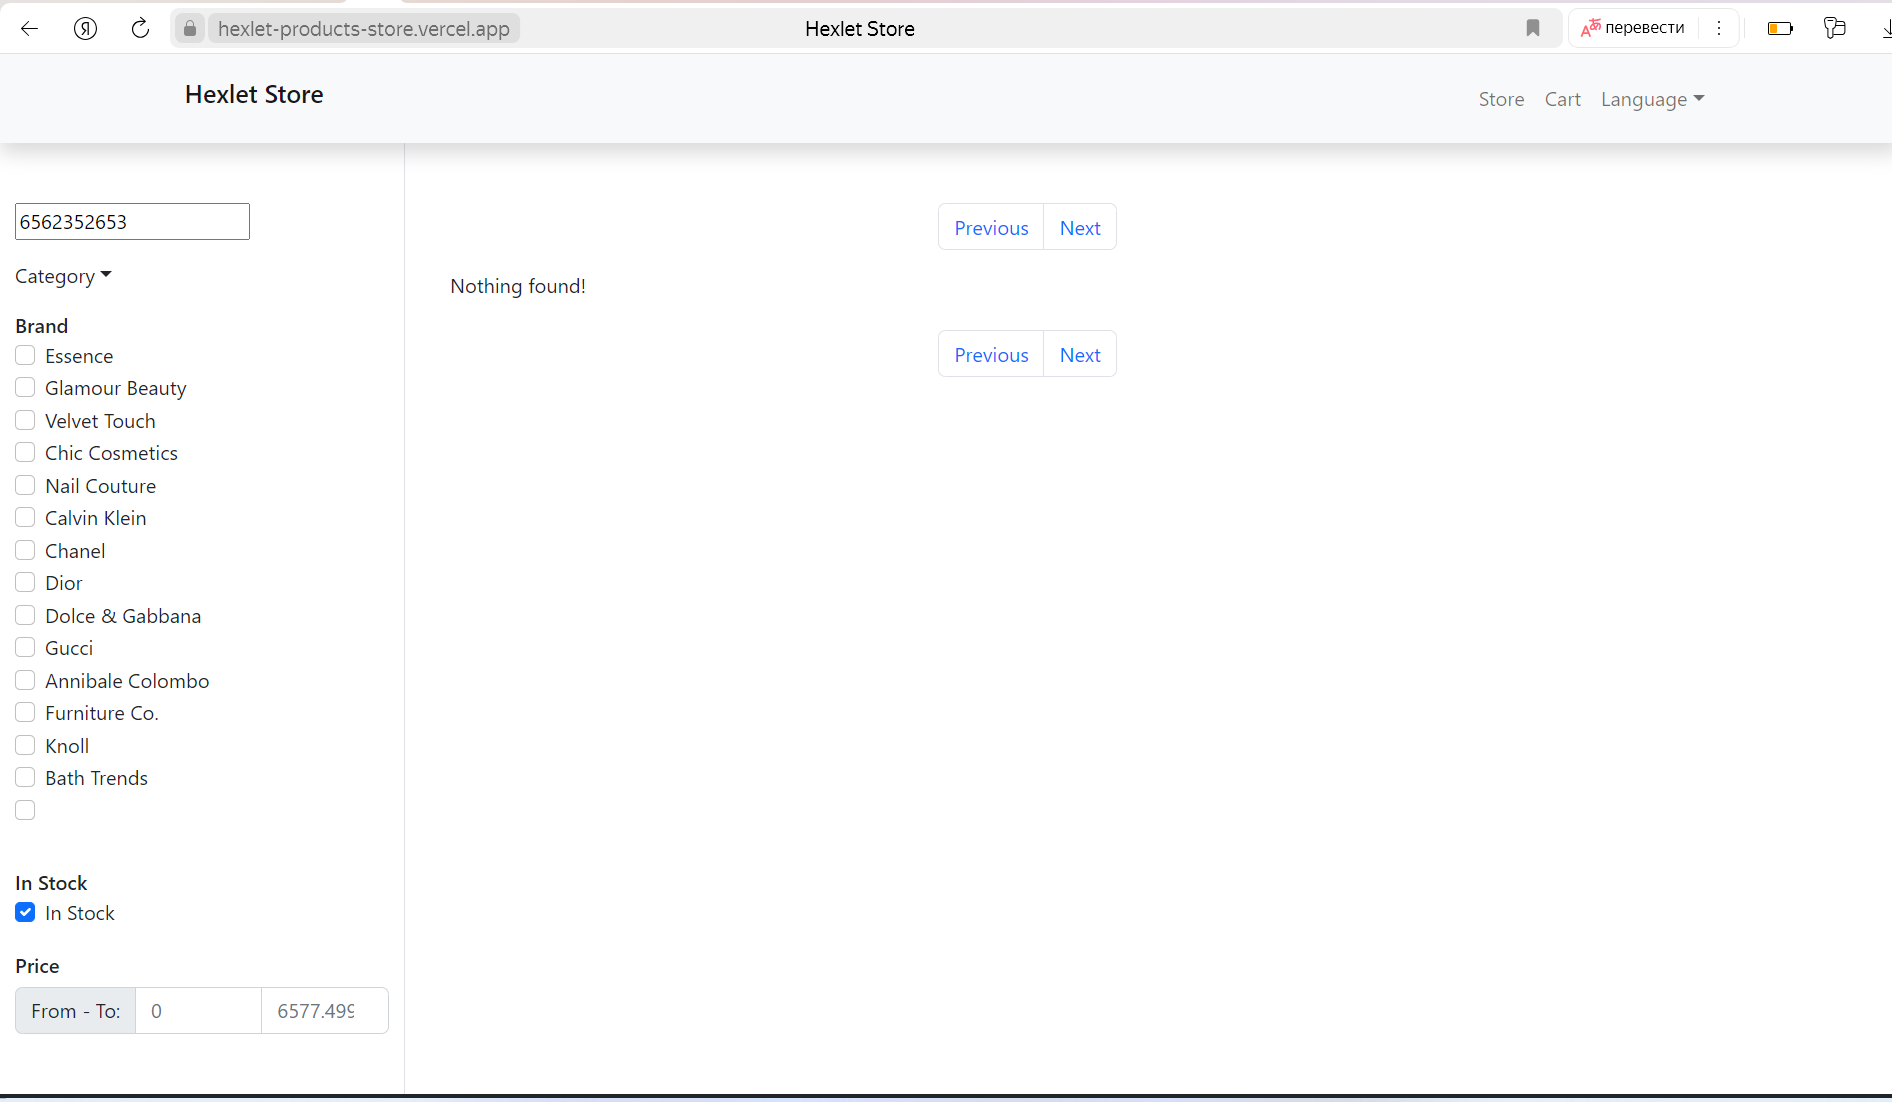 hexlet-products-store.vercel.app Hexlet Store перевести
Hexlet Store Store Cart Language
6562352653
Previous Next
Category
Nothing found!
Brand
Essence
Previous Next
Glamour Beauty
Velvet Touch
Chic Cosmetics
Nail Couture
Calvin Klein
Chanel
Dior
Dolce & Gabbana
Gucci
Annibale Colombo
Furniture Co.
Knoll
Bath Trends
In Stock
In Stock
Price
From - To: 0 6577.499